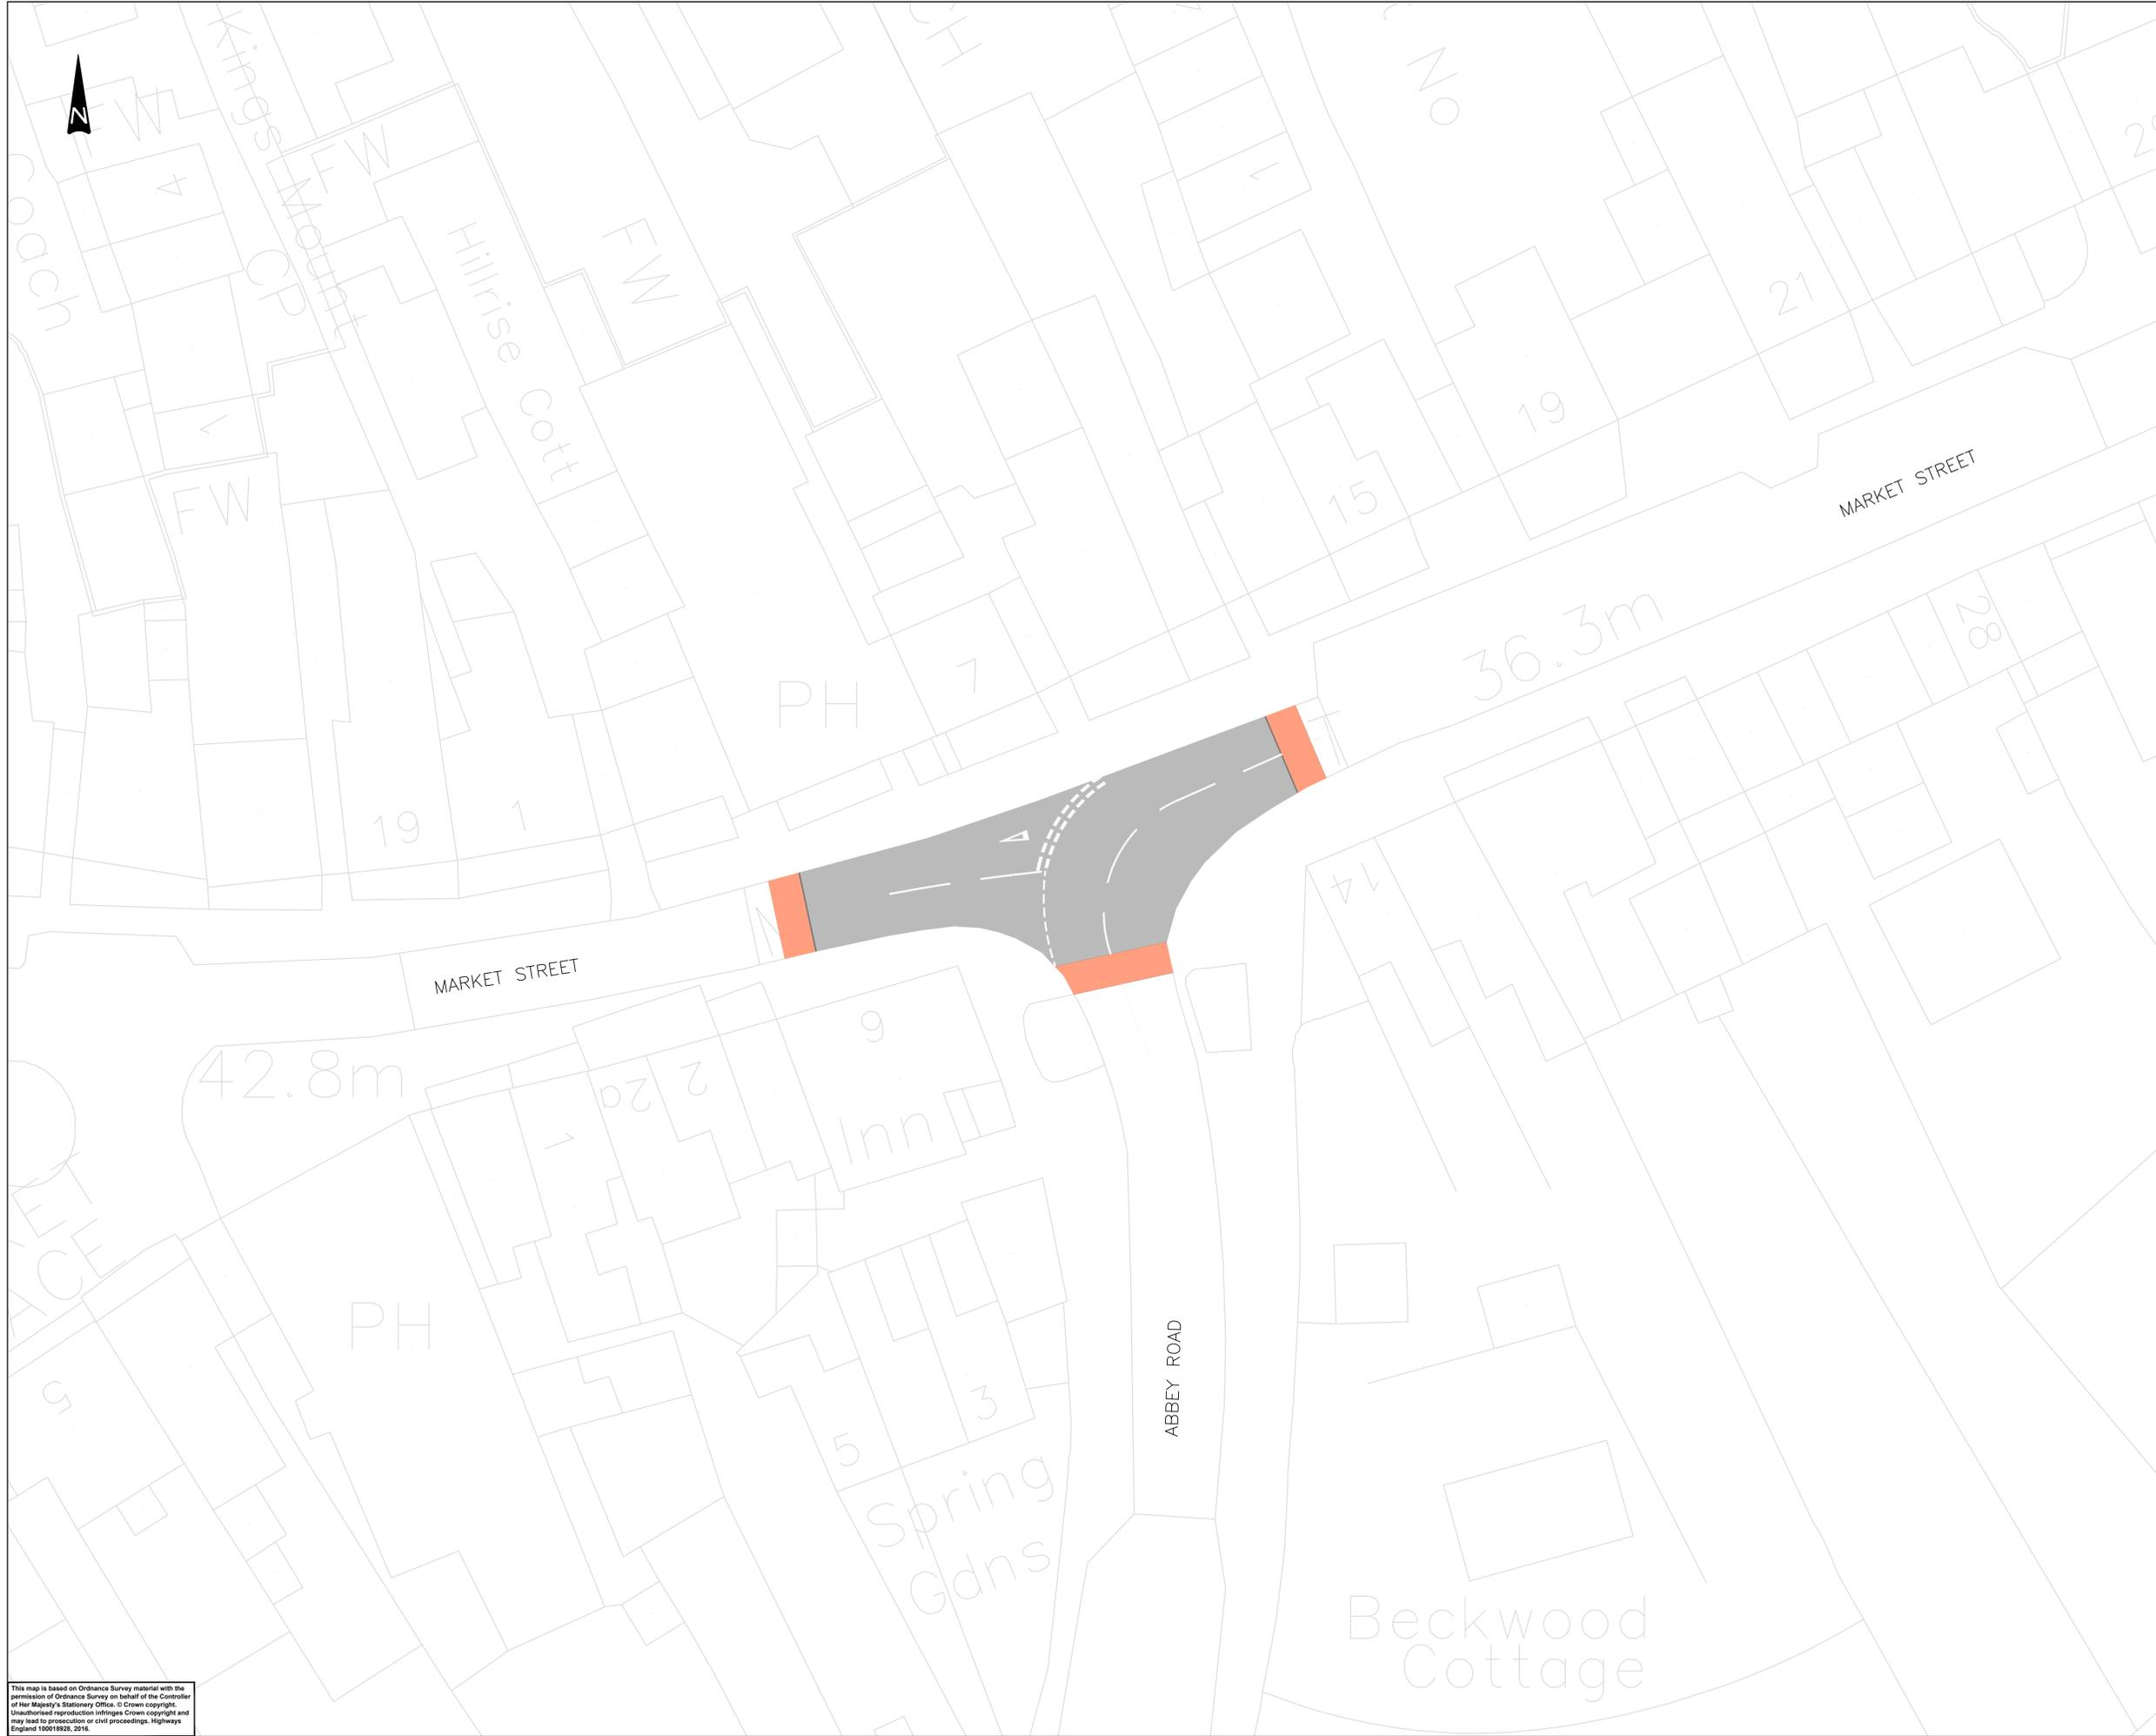 N
FW
4
Kings Mount
FW
CP
Coach
Hillrise Cott
FW
1
1
21
19
15
FW
MARKET STREET
36.3m
28
PH
7
19
1
14
MARKET STREET
9
42.8m
2a
2
1
Inn
PH
ABBEY ROAD
5
3
5
Spring
Gdns
Beckwood
Cottage
This map is based on Ordnance Survey material with the
permission of Ordnance Survey on behalf of the Controller
of Her Majesty's Stationery Office. © Crown copyright.
Unauthorised reproduction infringes Crown copyright and
may lead to prosecution or civil proceedings. Highways
England 100018928, 2016.